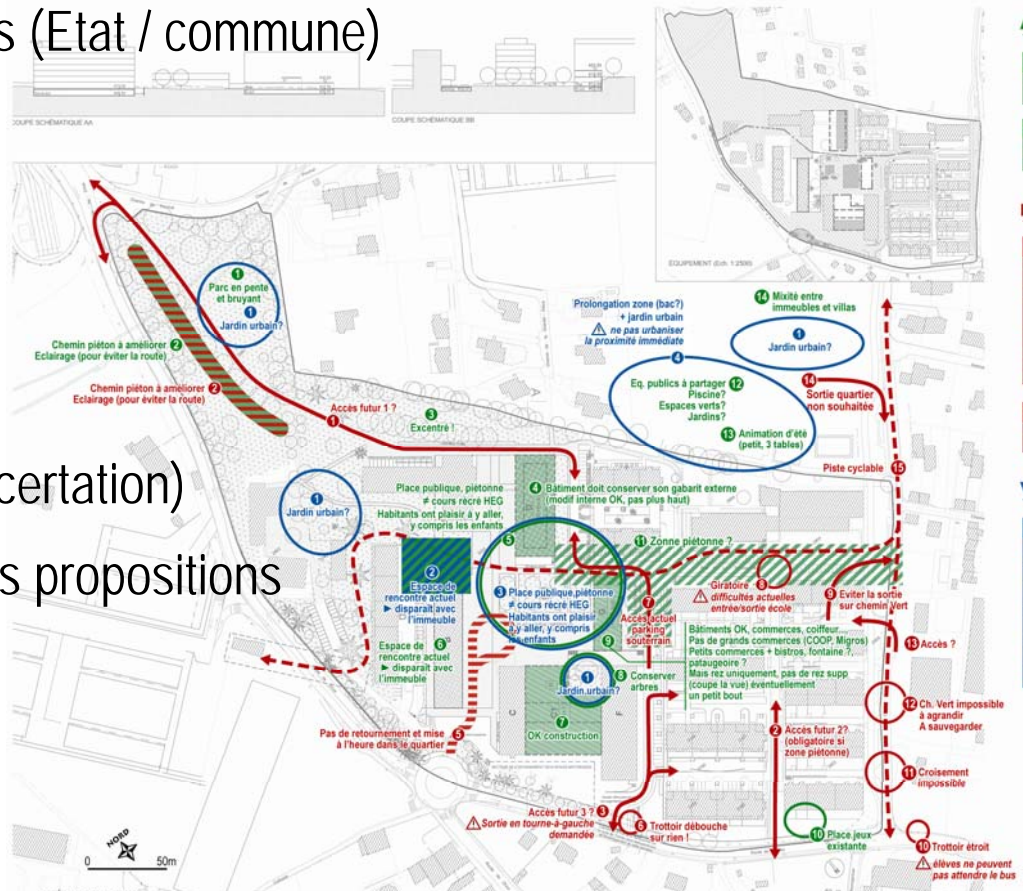 s (Etat / commune)
COUPE SCHÉMATIQUE AA
COUPE SCHÉMATIQUE BB
EQUIPEMENT (Ech. 1:2500)
1
Parc en pente
et bruyant
1
Jardin urbain?
Chemin piéton à améliorer 2
Eclairage (pour éviter la route)
Chemin piéton à améliorer 2
Eclairage (pour éviter la route)
Accès futur 1 ?
1
3
Excentré !
Prolongation zone (bac?)
+ jardin urbain
⚠ ne pas urbaniser
la proximité immédiate
4
14 Mixité entre
immeubles et villas
1
Jardin urbain?
Eq. publics à partager 12
Piscine?
Espaces verts?
Jardins?
13 Animation d'été
(petit, 3 tables)
14
Sortie quartier
non souhaitée
Piste cyclable 15
certation)
s propositions
1
Jardin urbain?
Place publique, piétonne
≠ cours récré HEG
Habitants ont plaisir à y aller,
y compris les enfants
4 Bâtiment doit conserver son gabarit externe
(modif interne OK, pas plus haut)
5
11 Zonne piétonne ?
2
Espace de
rencontre actuel
► disparaît avec
l'immeuble
3 Place publique, piétonne
≠ cours récré HEG
Habitants ont plaisir
à y aller, y compris
les enfants
Giratoire 8
⚠ difficultés actuelles
entrée/sortie école
9 Eviter la sortie
sur chemin Vert
7
Accès actuel
parking
souterrain
Espace de 6
rencontre actuel
► disparaît avec
l'immeuble
9
Bâtiments OK, commerces, coiffeur...
Pas de grands commerces (COOP, Migros)
Petits commerces + bistros, fontaine ?,
pataugeoire ?
Mais rez uniquement, pas de rez supp
(coupe la vue) éventuellement
un petit bout
13 Accès ?
1
Jardin urbain?
8 Conserver
arbres
12 Ch. Vert impossible
à agrandir
A sauvegarder
C
F
7
OK construction
Pas de retournement et mise 5
à l'heure dans le quartier
2 Accès futur 2?
(obligatoire si
zone piétonne)
11 Croisement
impossible
Accès futur 3 ? 3
⚠ Sortie en tourne-à-gauche
demandée
6 Trottoir débouche
sur rien !
10 Place jeux
existante
10 Trottoir étroit
⚠ élèves ne peuvent
pas attendre le bus
NORD
0 50m